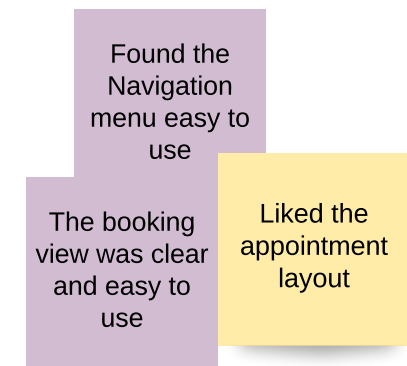 Found the
Navigation
menu easy to
use
The booking
view was clear
and easy to
use
Liked the
appointment
layout